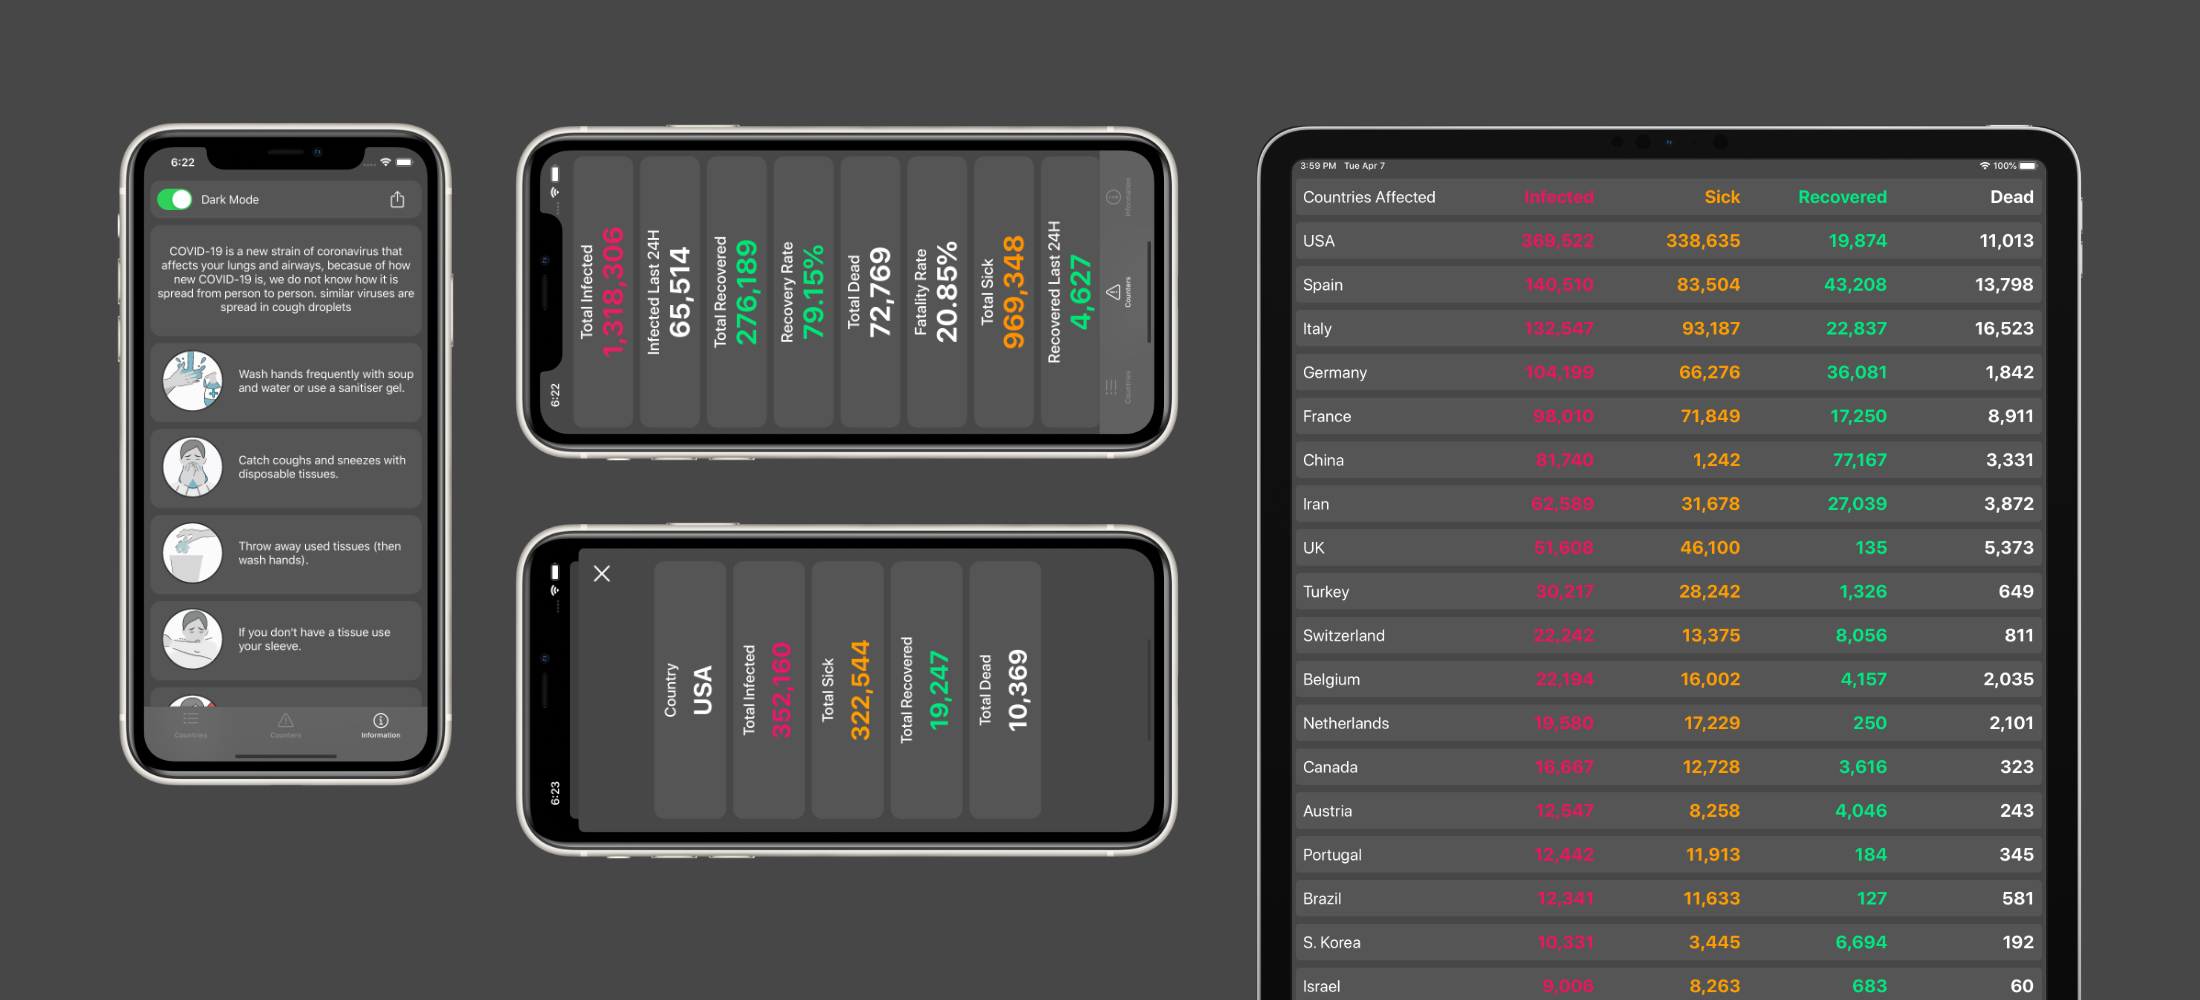 6:22
Dark Mode
COVID-19 is a new strain of coronavirus that
affects your lungs and airways, becasue of how
new COVID-19 is, we do not know how it is
spread from person to person. similar viruses are
spread in cough droplets
Wash hands frequently with soup
and water or use a sanitiser gel.
Catch coughs and sneezes with
disposable tissues.
Throw away used tissues (then
wash hands).
If you don't have a tissue use
your sleeve.
Countries Counters Information
6:22
Total Infected
1,318,306
Infected Last 24H
65,514
Total Recovered
276,189
Recovery Rate
79.15%
Total Dead
72,769
Fatality Rate
20.85%
Total Sick
969,348
Recovered Last 24H
4,627
Countries Counters Information
6:23
Country
USA
Total Infected
352,160
Total Sick
322,544
Total Recovered
19,247
Total Dead
10,369
3:59 PM Tue Apr 7 100%
Countries Affected Infected Sick Recovered Dead
USA 369,522 338,635 19,874 11,013
Spain 140,510 83,504 43,208 13,798
Italy 132,547 93,187 22,837 16,523
Germany 104,199 66,276 36,081 1,842
France 98,010 71,849 17,250 8,911
China 81,740 1,242 77,167 3,331
Iran 62,589 31,678 27,039 3,872
UK 51,608 46,100 135 5,373
Turkey 30,217 28,242 1,326 649
Switzerland 22,242 13,375 8,056 811
Belgium 22,194 16,002 4,157 2,035
Netherlands 19,580 17,229 250 2,101
Canada 16,667 12,728 3,616 323
Austria 12,547 8,258 4,046 243
Portugal 12,442 11,913 184 345
Brazil 12,341 11,633 127 581
S. Korea 10,331 3,445 6,694 192
Israel 9,006 8,263 683 60